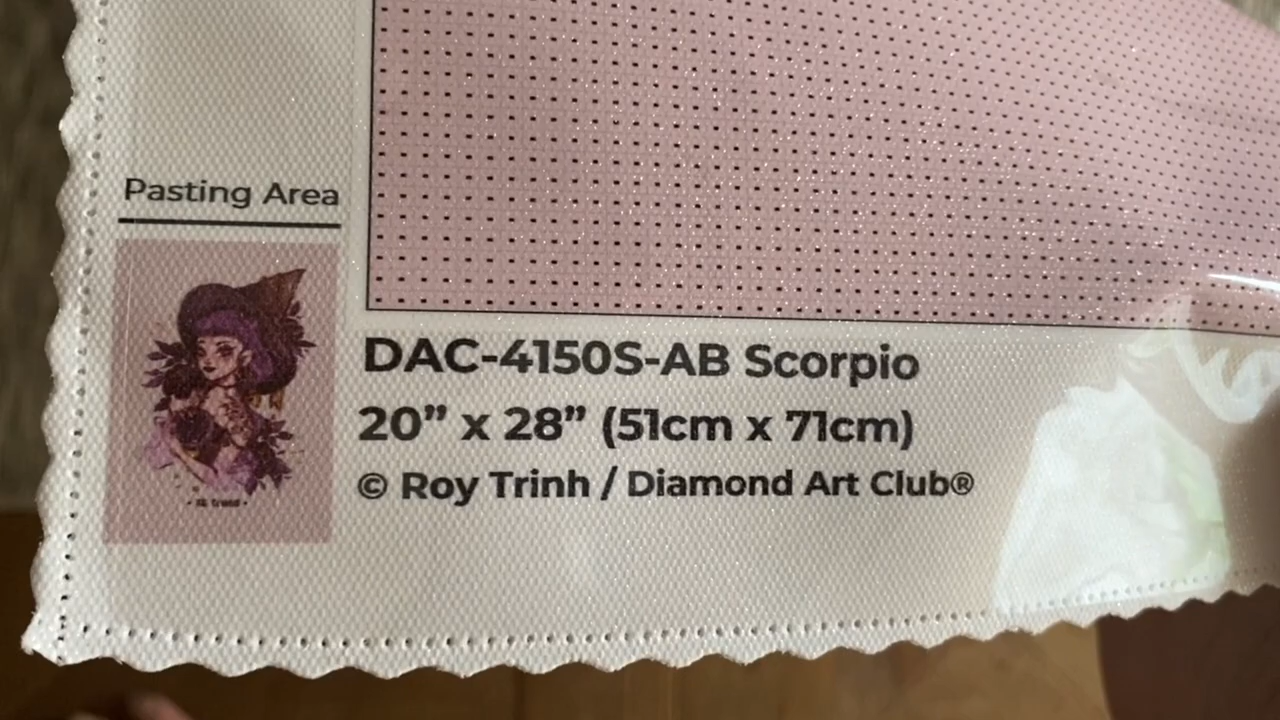 Pasting Area
DAC-4150S-AB Scorpio
20” x 28” (51cm x 71cm)
© Roy Trinh / Diamond Art Club®